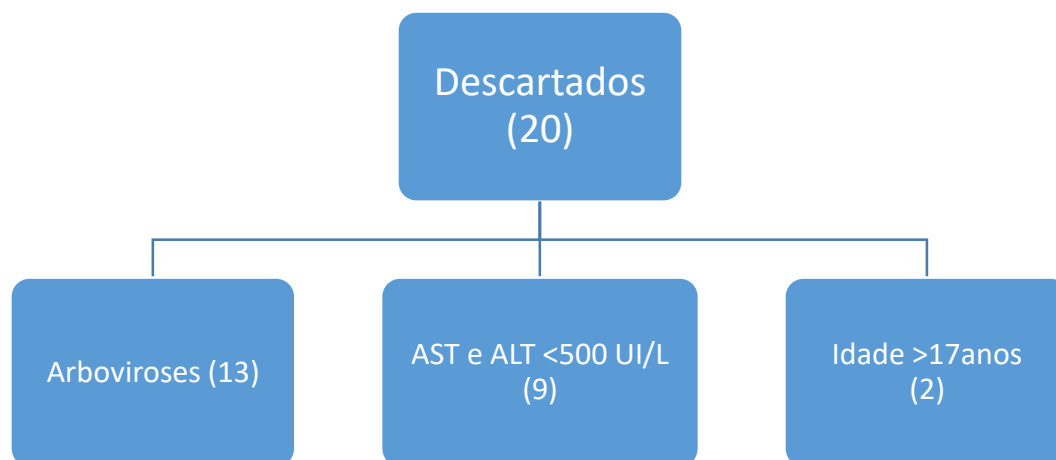 Descartados
(20)
Arboviroses (13)
AST e ALT <500 UI/L
(9)
Idade >17anos
(2)